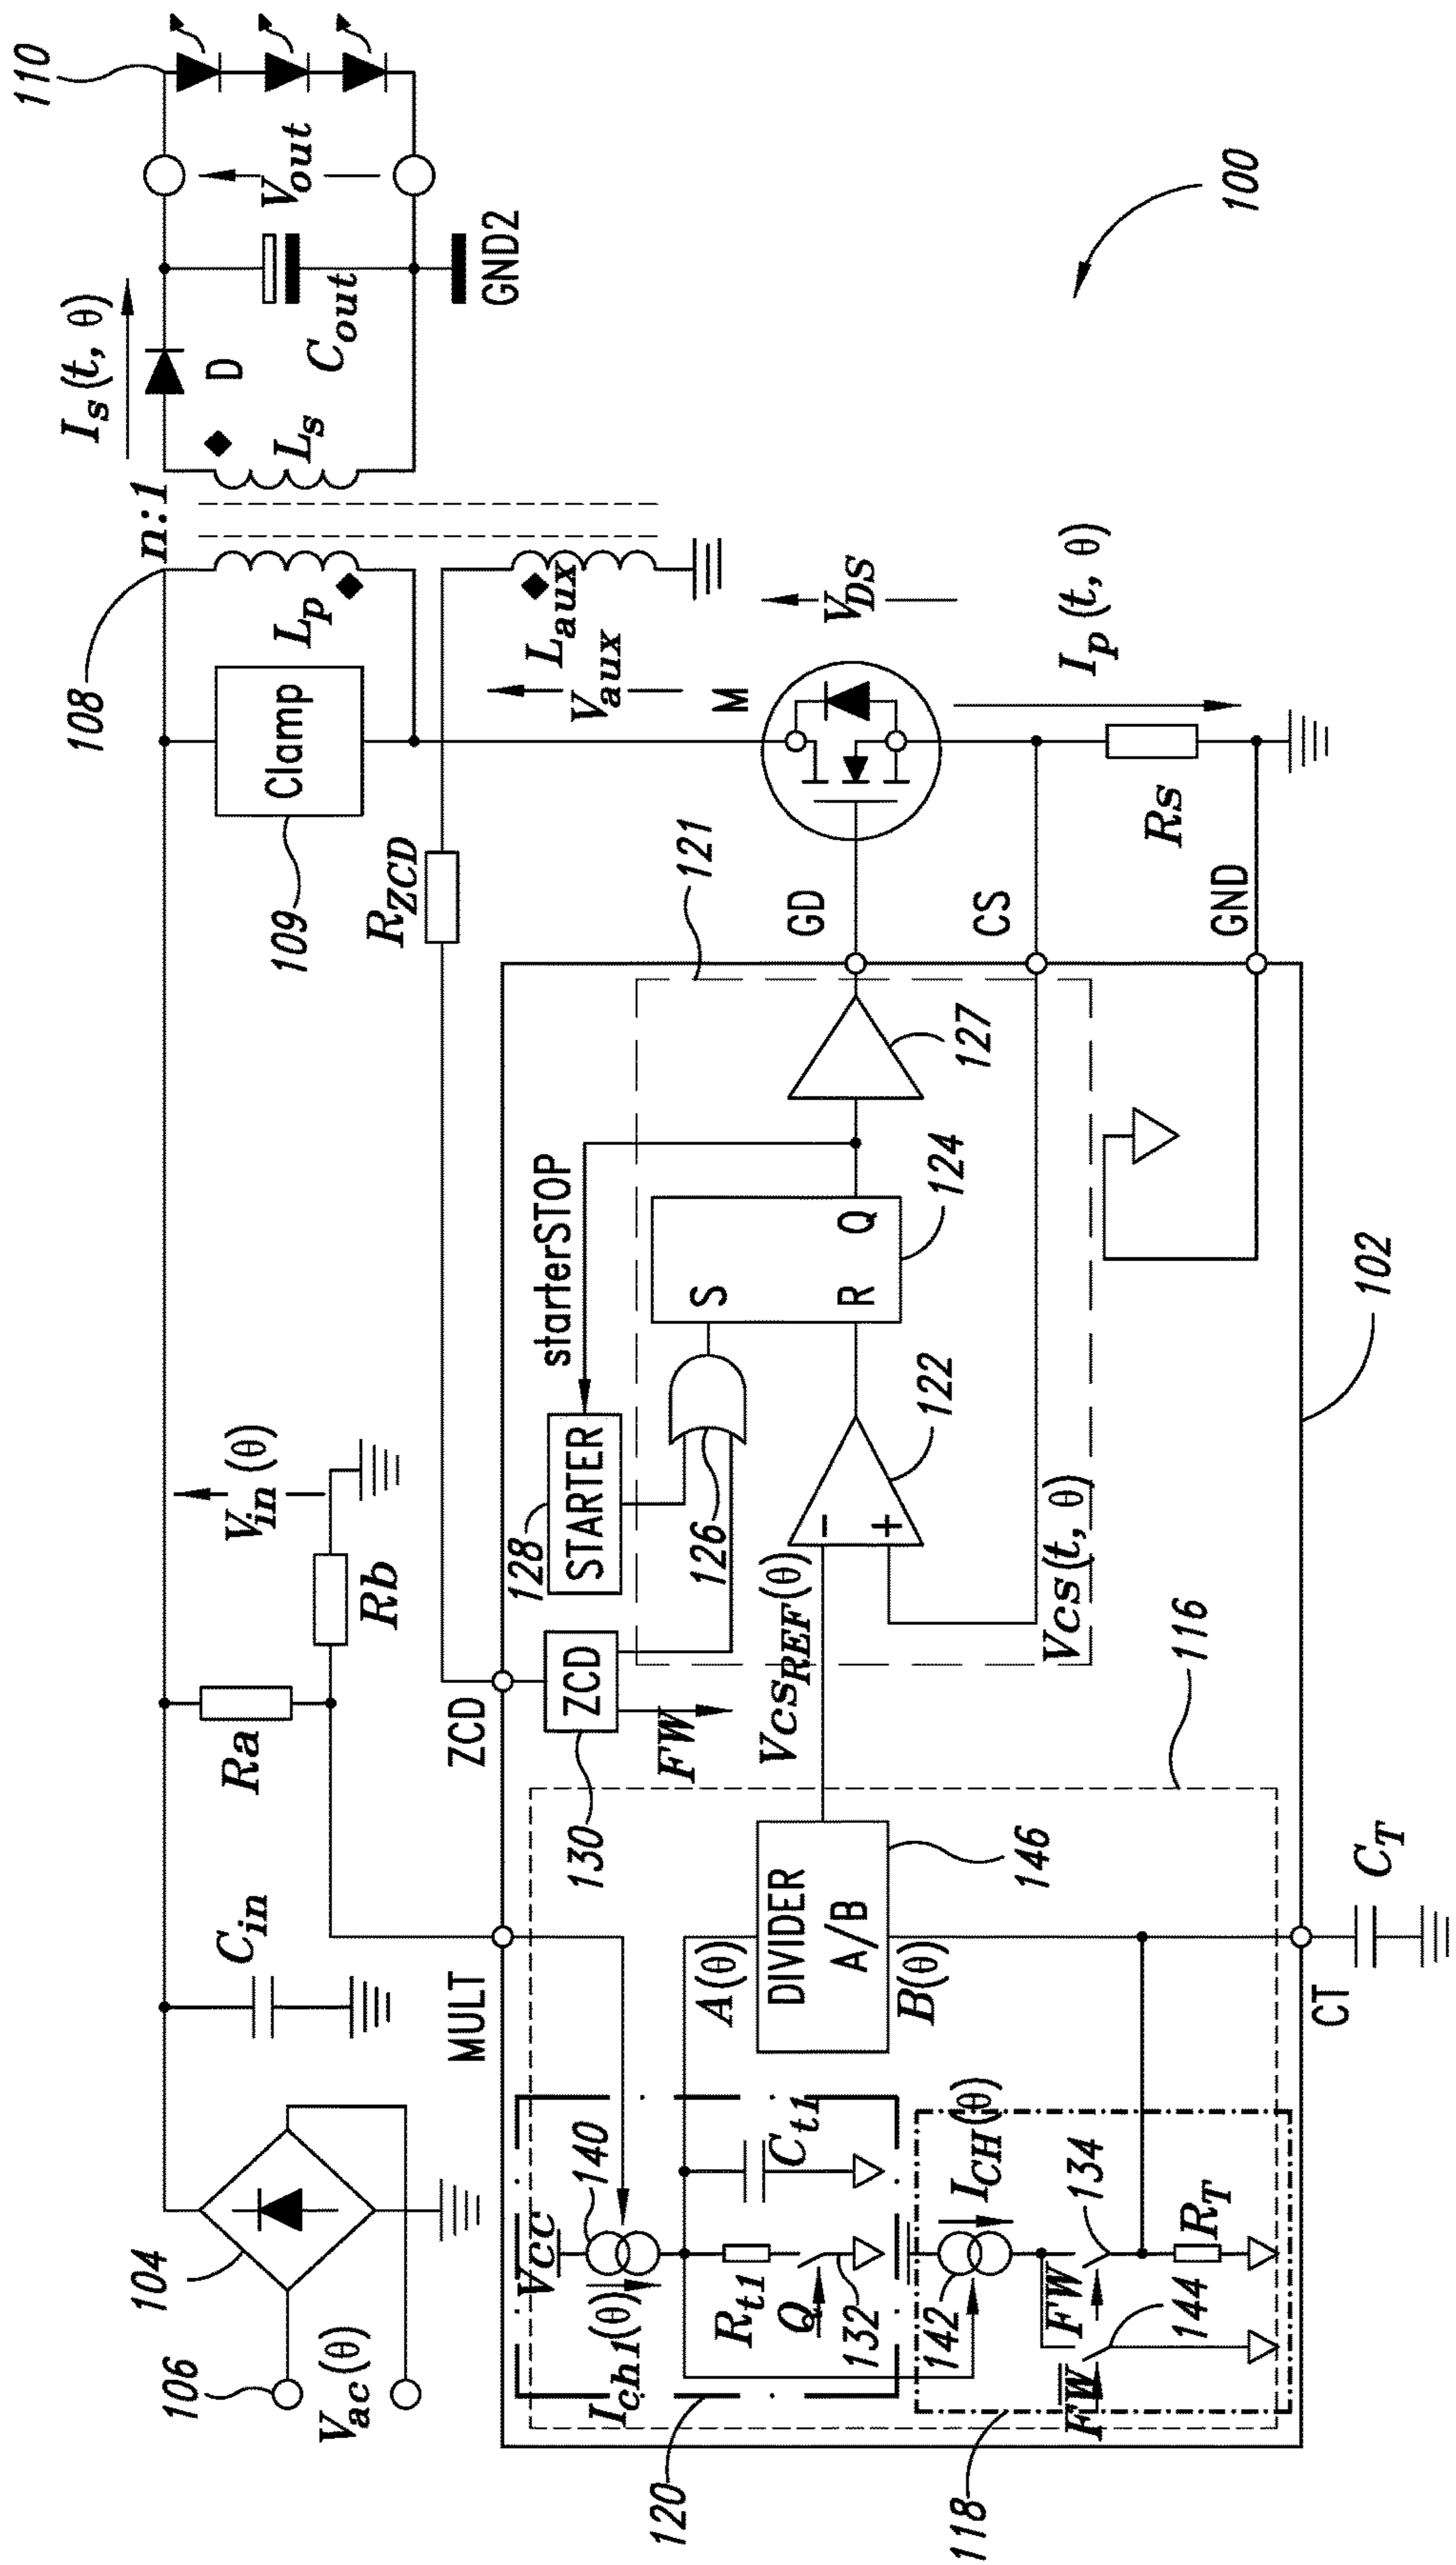 104
106
Vac(θ)
Cin
Ra
Rb
Vin(θ)
108
n:1
Clamp
109
Lp
Ls
Is(t, θ)
D
Cout
Vout
110
GND2
RZCD
Laux
Vaux
M
VDS
Ip(t, θ)
Rs
100
MULT
ZCD
ZCD
130
FW
128
STARTER
starterSTOP
126
S
R
Q
124
121
127
GD
CS
GND
122
−
+
VcsREF(θ)
Vcs(t, θ)
102
116
120
Vcc
140
Ich1(θ)
Rt1
Q
132
Ct1
A(θ)
DIVIDER
A/B
B(θ)
146
118
142
ICH(θ)
FW
134
FW
144
RT
CT
CT